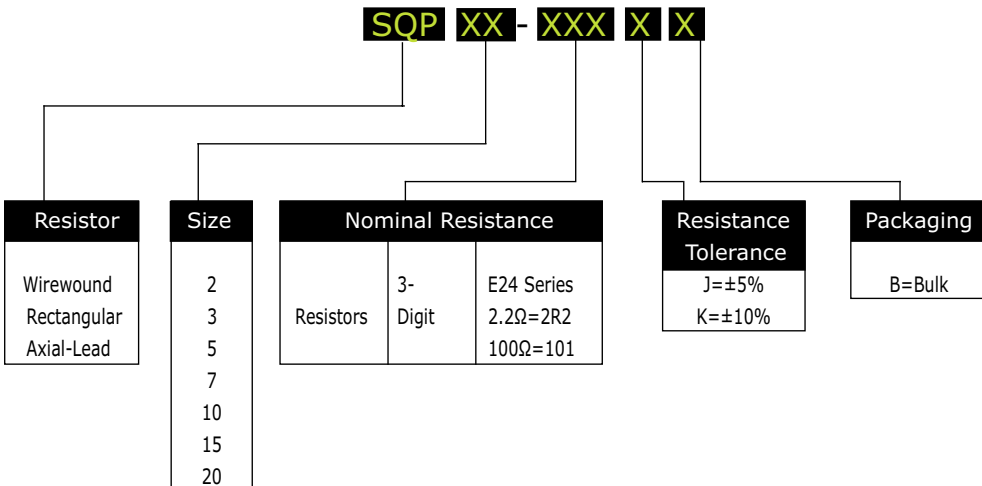 SQP XX - XXX X X
Resistor
Wirewound
Rectangular
Axial-Lead
Size
2
3
5
7
10
15
20
Nominal Resistance
Resistors
3-
Digit
E24 Series
2.2Ω=2R2
100Ω=101
Resistance
Tolerance
J=±5%
K=±10%
Packaging
B=Bulk